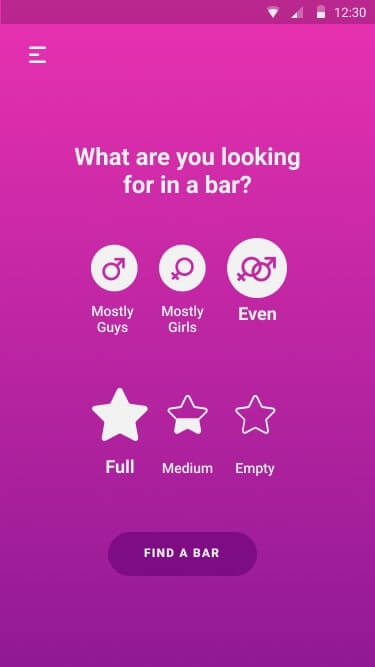 12:30
What are you looking
for in a bar?
Mostly
Guys
Mostly
Girls
Even
Full
Medium
Empty
FIND A BAR